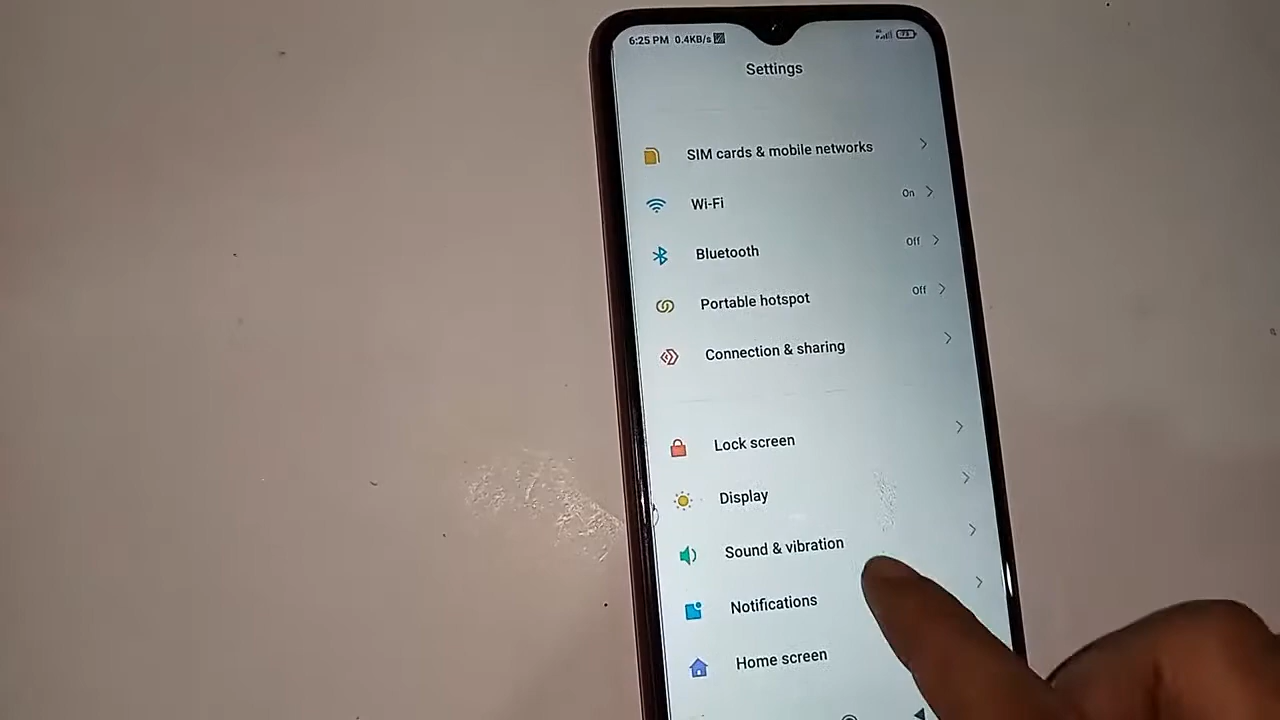 6:25 PM 0.4KB/s
Settings
SIM cards & mobile networks
Wi-Fi On
Bluetooth Off
Portable hotspot Off
Connection & sharing
Lock screen
Display
Sound & vibration
Notifications
Home screen